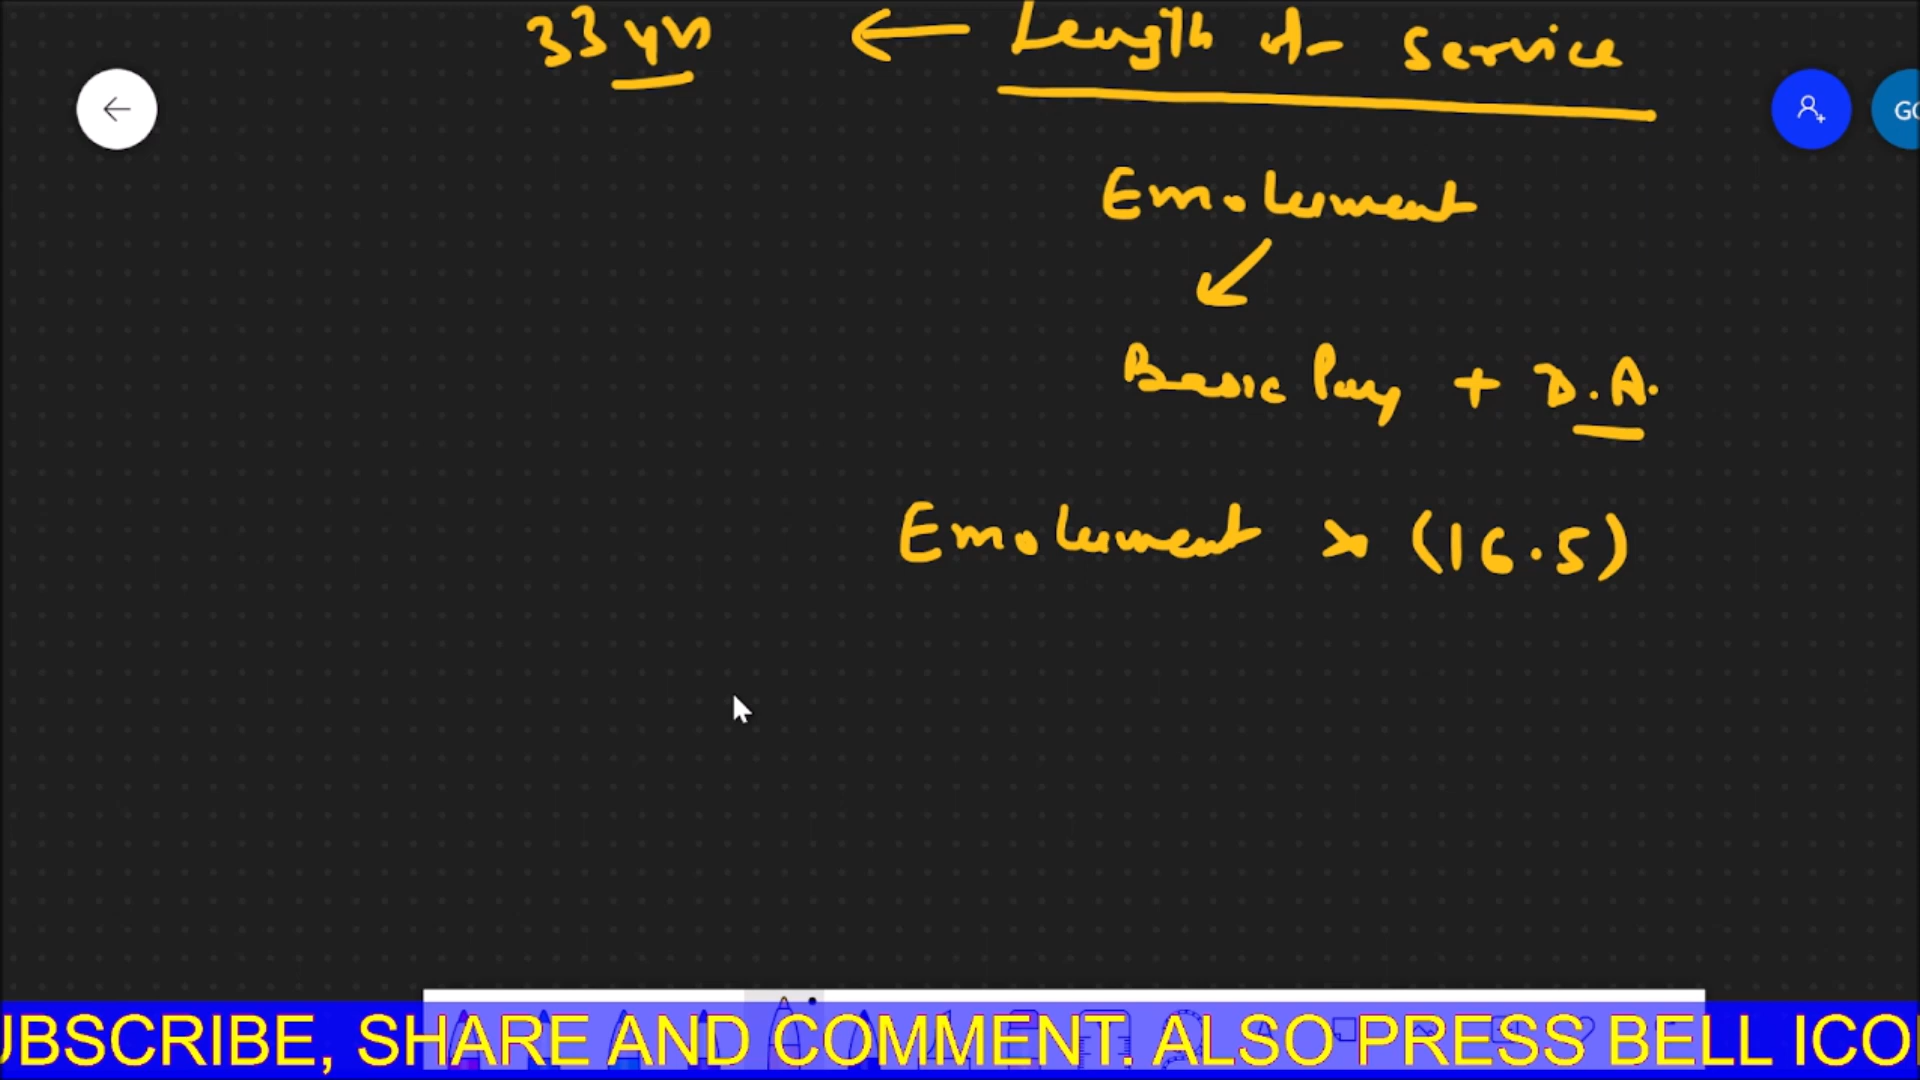 33 yrs ← Length of Service
Emolument
Basic Pay + D.A.
Emolument × (16.5)
GO
UBSCRIBE, SHARE AND COMMENT. ALSO PRESS BELL ICO